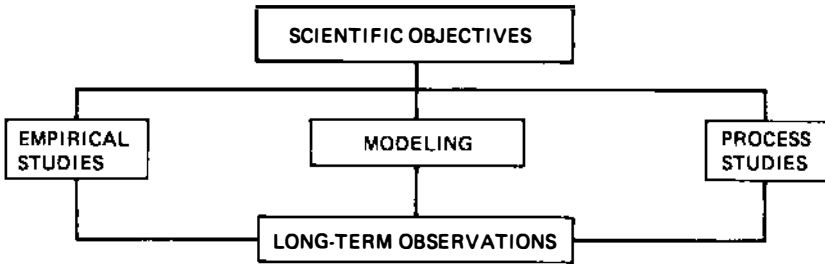 SCIENTIFIC OBJECTIVES
EMPIRICAL
STUDIES
MODELING
PROCESS
STUDIES
LONG-TERM OBSERVATIONS